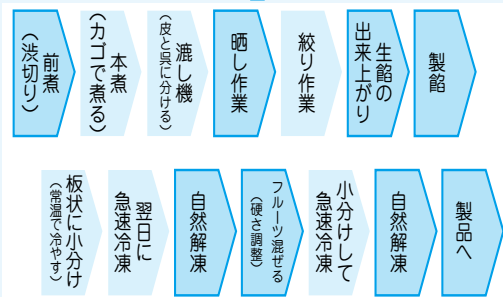 前煮
（渋切り）
本煮
（カゴで煮る）
漉し機
（皮と呉に分ける）
晒し作業
絞り作業
生餡の
出来上がり
製餡
板状に小分け
（常温で冷やす）
翌日に
急速冷凍
自然解凍
フルーツ混ぜる
（硬さ調整）
小分けして
急速冷凍
自然解凍
製品へ